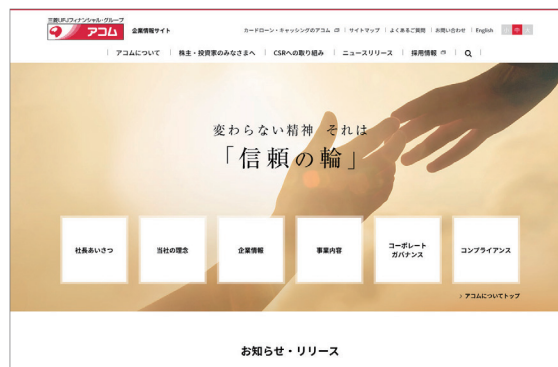 三菱UFJフィナンシャル・グループ
アコム 企業情報サイト
カードローン・キャッシングのアコム サイトマップ よくあるご質問 お問い合わせ English 中
アコムについて 株主・投資家のみなさまへ CSRへの取り組み ニュースリリース 採用情報
変わらない精神 それは
「信頼の輪」
社長あいさつ
当社の理念
企業情報
事業内容
コーポレート
ガバナンス
コンプライアンス
アコムについてトップ
お知らせ・リリース